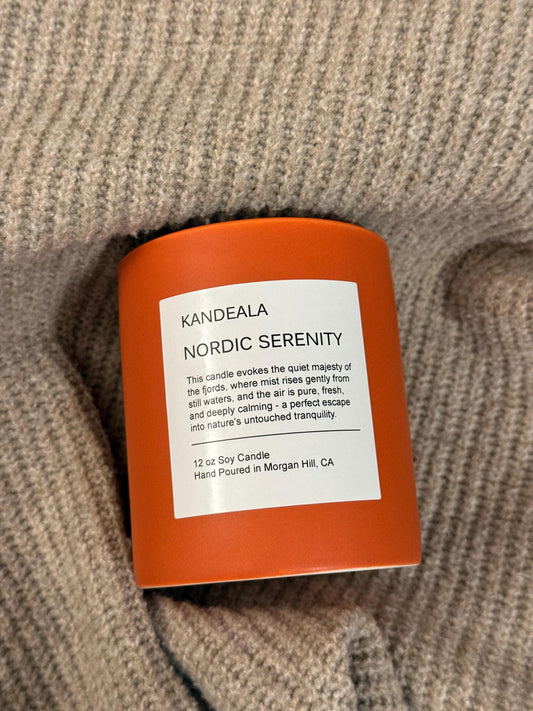 KANDEALA
NORDIC SERENITY
This candle evokes the quiet majesty of
the fjords, where mist rises gently from
still waters, and the air is pure, fresh,
and deeply calming - a perfect escape
into nature's untouched tranquility.
12 oz Soy Candle
Hand Poured in Morgan Hill, CA